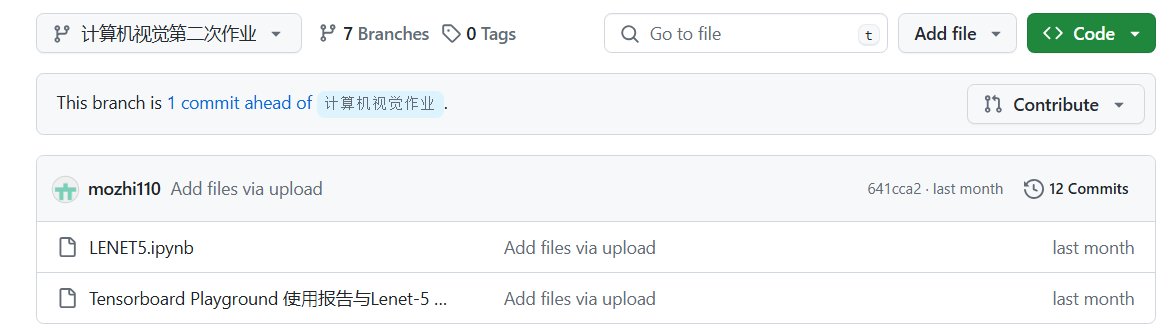 计算机视觉第二次作业 7 Branches 0 Tags Go to file t Add file Code
This branch is 1 commit ahead of 计算机视觉作业 . Contribute
mozhi110 Add files via upload 641cca2 · last month 12 Commits
LENET5.ipynb Add files via upload last month
Tensorboard Playground 使用报告与Lenet-5 ... Add files via upload last month